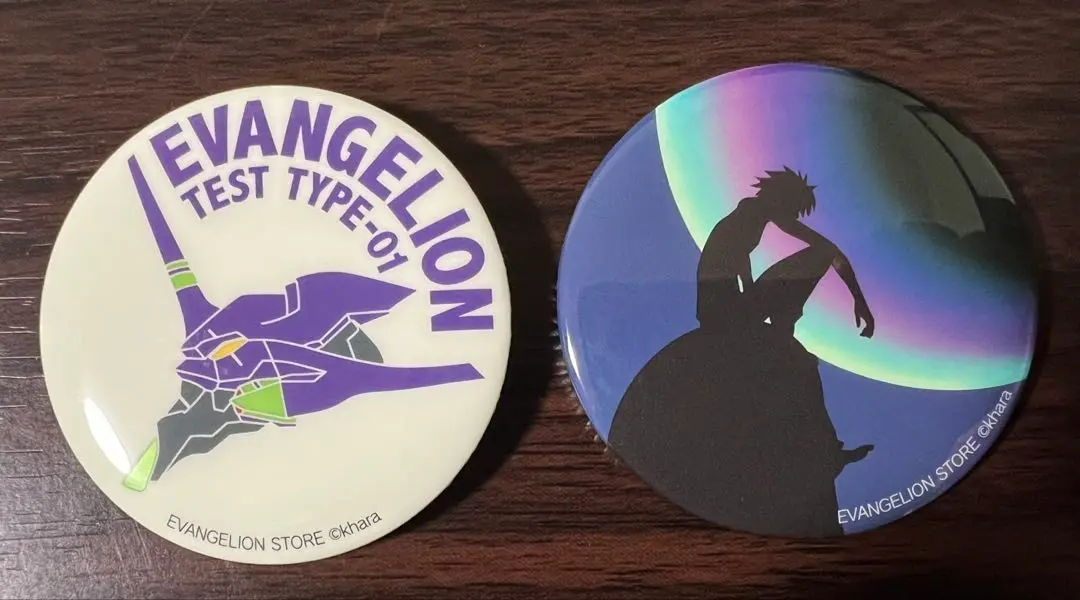 EVANGELION
TEST TYPE-01
EVANGELION STORE ©khara
EVANGELION STORE ©khara